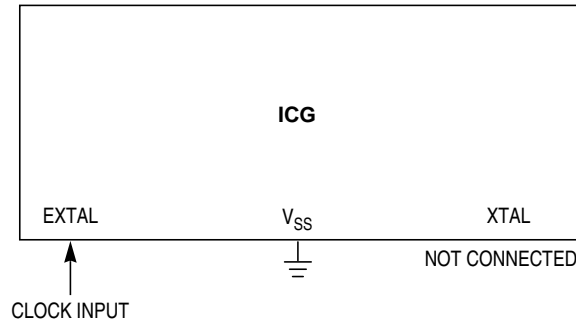 ICG
EXTAL
VSS
XTAL
NOT CONNECTED
CLOCK INPUT